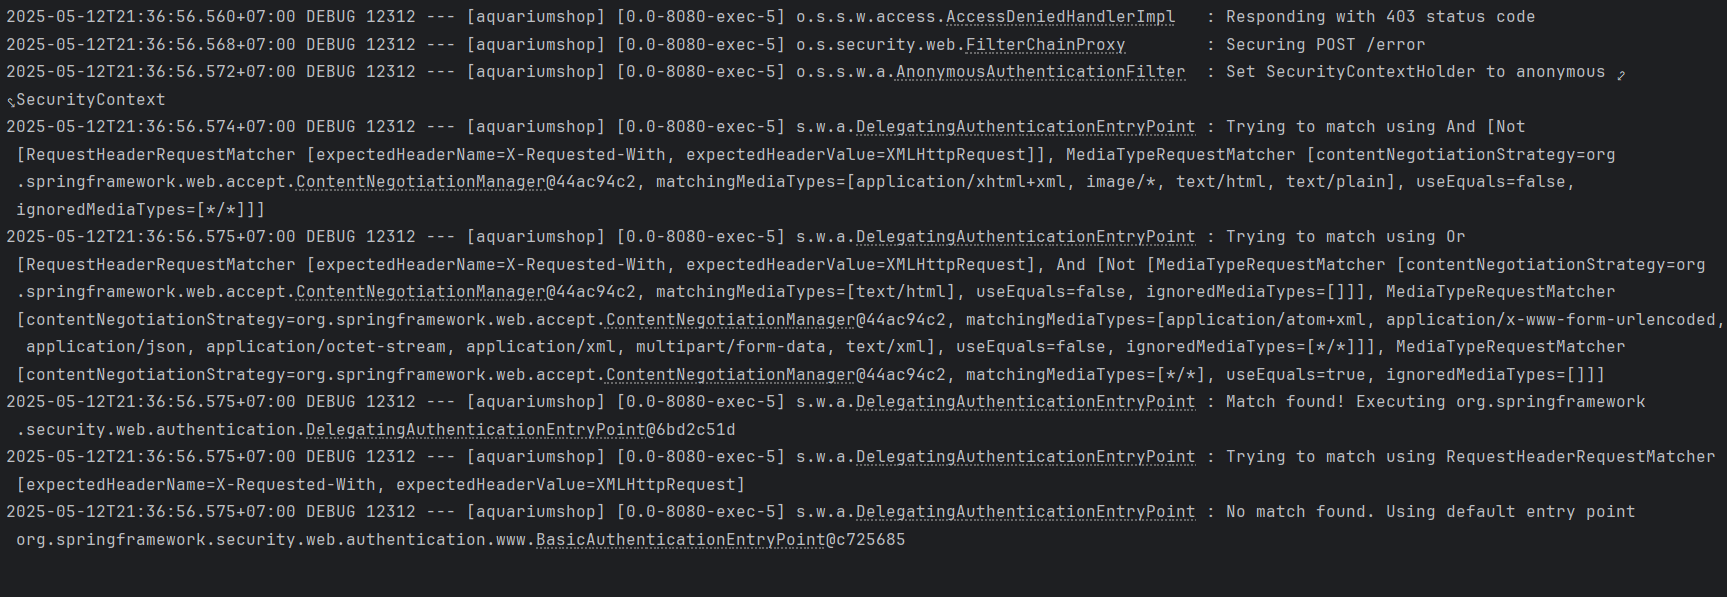 2025-05-12T21:36:56.560+07:00 DEBUG 12312 --- [aquariumshop] [0.0-8080-exec-5] o.s.s.w.access.AccessDeniedHandlerImpl   : Responding with 403 status code
2025-05-12T21:36:56.568+07:00 DEBUG 12312 --- [aquariumshop] [0.0-8080-exec-5] o.s.security.web.FilterChainProxy        : Securing POST /error
2025-05-12T21:36:56.572+07:00 DEBUG 12312 --- [aquariumshop] [0.0-8080-exec-5] o.s.s.w.a.AnonymousAuthenticationFilter  : Set SecurityContextHolder to anonymous
SecurityContext
2025-05-12T21:36:56.574+07:00 DEBUG 12312 --- [aquariumshop] [0.0-8080-exec-5] s.w.a.DelegatingAuthenticationEntryPoint : Trying to match using And [Not
[RequestHeaderRequestMatcher [expectedHeaderName=X-Requested-With, expectedHeaderValue=XMLHttpRequest]], MediaTypeRequestMatcher [contentNegotiationStrategy=org
.springframework.web.accept.ContentNegotiationManager@44ac94c2, matchingMediaTypes=[application/xhtml+xml, image/*, text/html, text/plain], useEquals=false,
ignoredMediaTypes=[*/*]]]
2025-05-12T21:36:56.575+07:00 DEBUG 12312 --- [aquariumshop] [0.0-8080-exec-5] s.w.a.DelegatingAuthenticationEntryPoint : Trying to match using Or
[RequestHeaderRequestMatcher [expectedHeaderName=X-Requested-With, expectedHeaderValue=XMLHttpRequest], And [Not [MediaTypeRequestMatcher [contentNegotiationStrategy=org
.springframework.web.accept.ContentNegotiationManager@44ac94c2, matchingMediaTypes=[text/html], useEquals=false, ignoredMediaTypes=[]]], MediaTypeRequestMatcher
[contentNegotiationStrategy=org.springframework.web.accept.ContentNegotiationManager@44ac94c2, matchingMediaTypes=[application/atom+xml, application/x-www-form-urlencoded,
application/json, application/octet-stream, application/xml, multipart/form-data, text/xml], useEquals=false, ignoredMediaTypes=[*/*]]], MediaTypeRequestMatcher
[contentNegotiationStrategy=org.springframework.web.accept.ContentNegotiationManager@44ac94c2, matchingMediaTypes=[*/*], useEquals=true, ignoredMediaTypes=[]]]
2025-05-12T21:36:56.575+07:00 DEBUG 12312 --- [aquariumshop] [0.0-8080-exec-5] s.w.a.DelegatingAuthenticationEntryPoint : Match found! Executing org.springframework
.security.web.authentication.DelegatingAuthenticationEntryPoint@6bd2c51d
2025-05-12T21:36:56.575+07:00 DEBUG 12312 --- [aquariumshop] [0.0-8080-exec-5] s.w.a.DelegatingAuthenticationEntryPoint : Trying to match using RequestHeaderRequestMatcher
[expectedHeaderName=X-Requested-With, expectedHeaderValue=XMLHttpRequest]
2025-05-12T21:36:56.575+07:00 DEBUG 12312 --- [aquariumshop] [0.0-8080-exec-5] s.w.a.DelegatingAuthenticationEntryPoint : No match found. Using default entry point
org.springframework.security.web.authentication.www.BasicAuthenticationEntryPoint@c725685